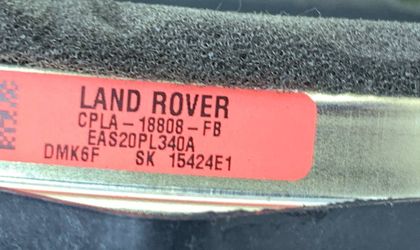 LAND ROVER
CPLA-18808-FB
EAS20PL340A
DMK6F SK 15424E1